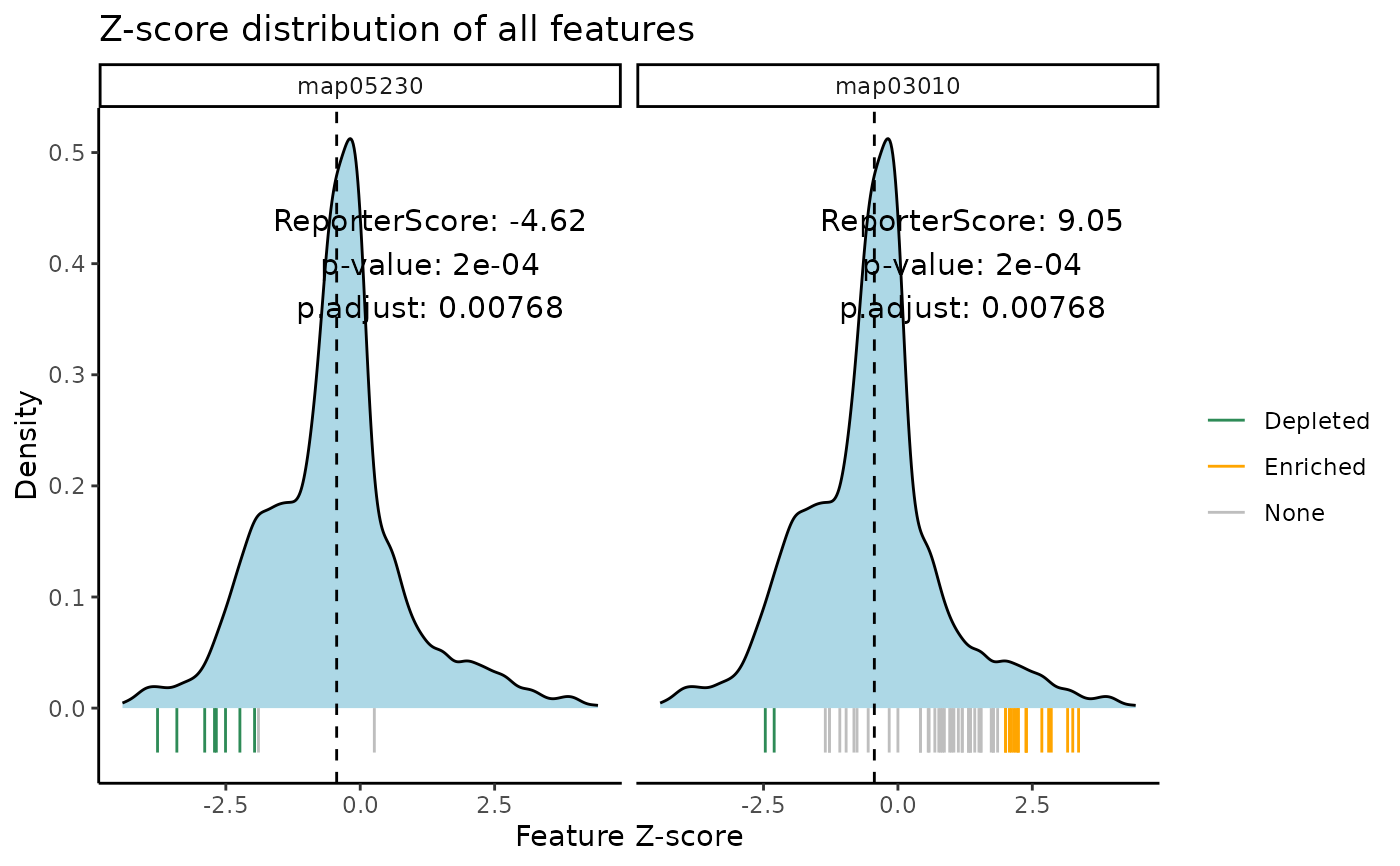 Z-score distribution of all features
map05230
map03010
ReporterScore: -4.62
p-value: 2e-04
p.adjust: 0.00768
ReporterScore: 9.05
p-value: 2e-04
p.adjust: 0.00768
Density
0.5
0.4
0.3
0.2
0.1
0.0
-2.5
0.0
2.5
-2.5
0.0
2.5
Feature Z-score
Depleted
Enriched
None